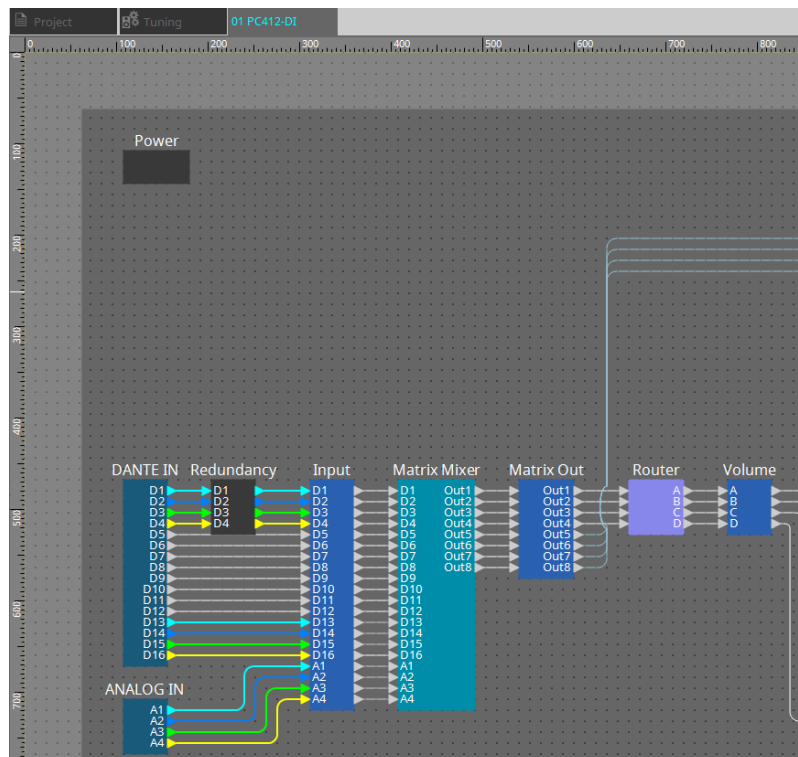 Project Tuning 01 PC412-DI
0 100 200 300 400 500 600 700 800
0
100
200
300
400
500
600
700
Power
DANTE IN Redundancy Input Matrix Mixer Matrix Out Router Volume
D1 D1 D1 D1 Out1 Out1 A A
D2 D2 D2 D2 Out2 Out2 B B
D3 D3 D3 D3 Out3 Out3 C C
D4 D4 D4 D4 Out4 Out4 D D
D5 D5 D5 Out5 Out5
D6 D6 D6 Out6 Out6
D7 D7 D7 Out7 Out7
D8 D8 D8 Out8 Out8
D9 D9 D9
D10 D10 D10
D11 D11 D11
D12 D12 D12
D13 D13 D13
D14 D14 D14
D15 D15 D15
D16 D16 D16
A1 A1
A2 A2
A3 A3
A4 A4
ANALOG IN
A1
A2
A3
A4